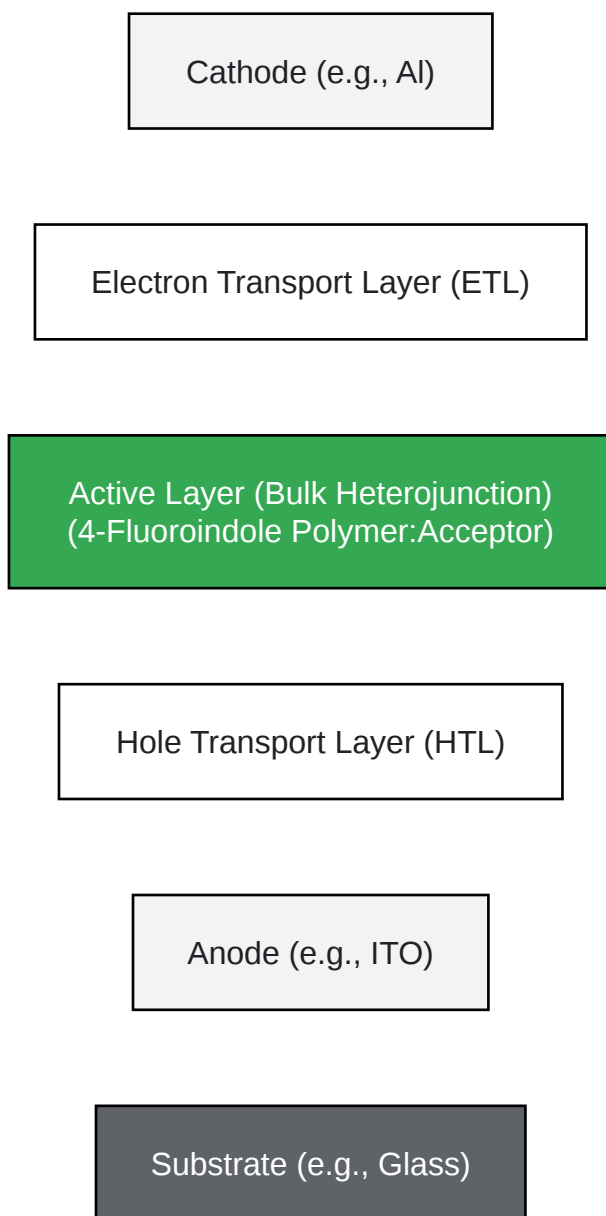 Cathode (e.g., Al)
Electron Transport Layer (ETL)
Active Layer (Bulk Heterojunction)
(4-Fluoroindole Polymer:Acceptor)
Hole Transport Layer (HTL)
Anode (e.g., ITO)
Substrate (e.g., Glass)